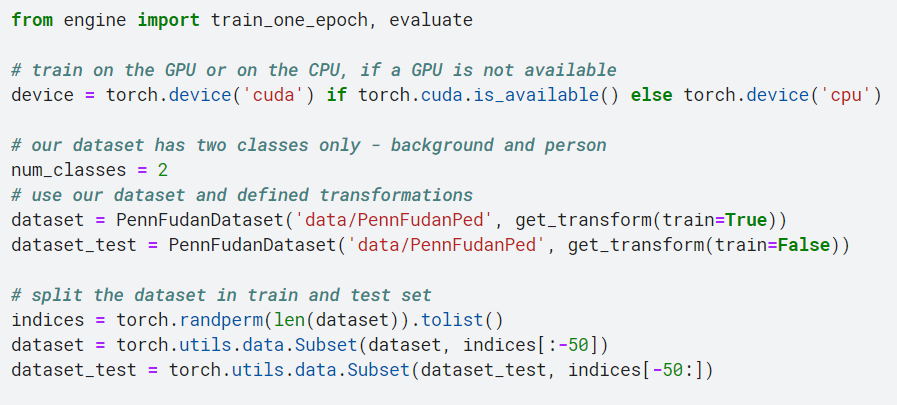 from engine import train_one_epoch, evaluate
# train on the GPU or on the CPU, if a GPU is not available
device = torch.device('cuda') if torch.cuda.is_available() else torch.device('cpu')
# our dataset has two classes only - background and person
num_classes = 2
# use our dataset and defined transformations
dataset = PennFudanDataset('data/PennFudanPed', get_transform(train=True))
dataset_test = PennFudanDataset('data/PennFudanPed', get_transform(train=False))
# split the dataset in train and test set
indices = torch.randperm(len(dataset)).tolist()
dataset = torch.utils.data.Subset(dataset, indices[:-50])
dataset_test = torch.utils.data.Subset(dataset_test, indices[-50:])